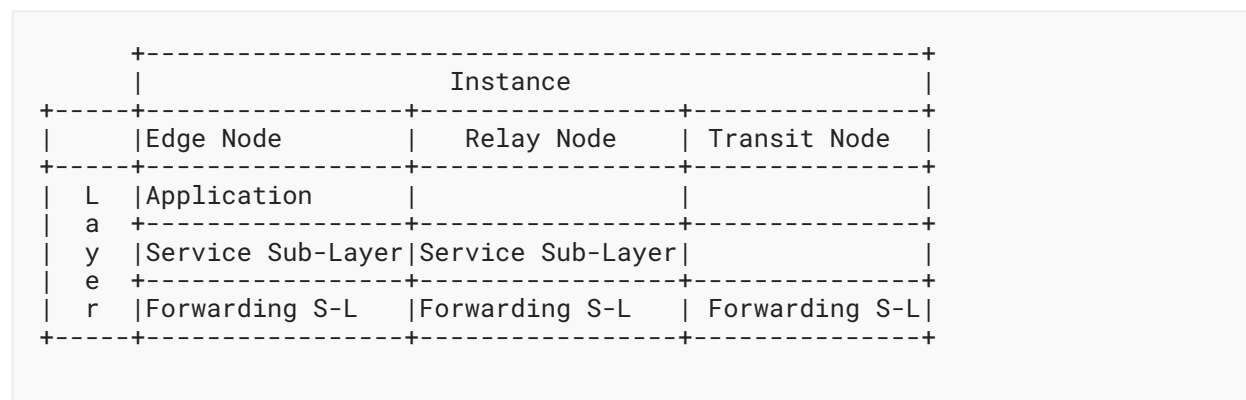 +---------------------------------------------------+
      |                    Instance                       |
+-----+-----------------+-----------------+---------------+
|     |Edge Node        |   Relay Node    | Transit Node  |
+-----+-----------------+-----------------+---------------+
|  L  |Application      |                 |               |
|  a  +-----------------+-----------------+---------------+
|  y  |Service Sub-Layer|Service Sub-Layer|               |
|  e  +-----------------+-----------------+---------------+
|  r  |Forwarding S-L   |Forwarding S-L   | Forwarding S-L|
+-----+-----------------+-----------------+---------------+